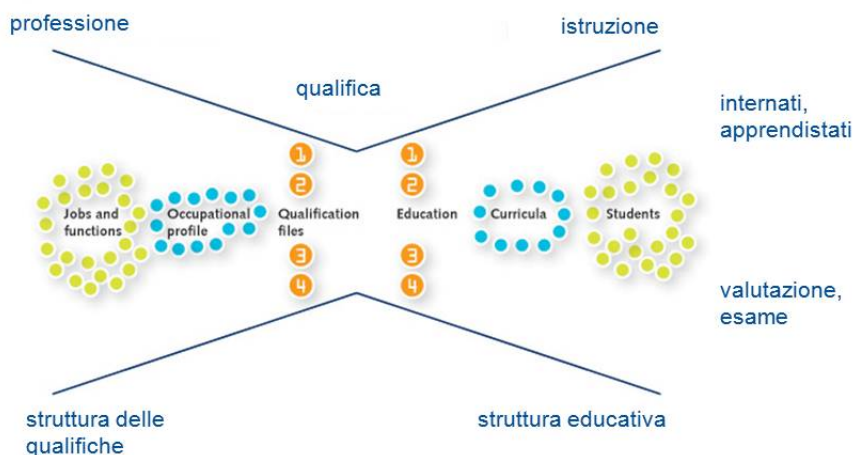 professione
istruzione
qualifica
internati,
apprendistati
1
1
2
2
Jobs and
functions
Occupational
profile
Qualification
files
Education
Curricula
Students
3
3
4
4
valutazione,
esame
struttura delle
qualifiche
struttura educativa